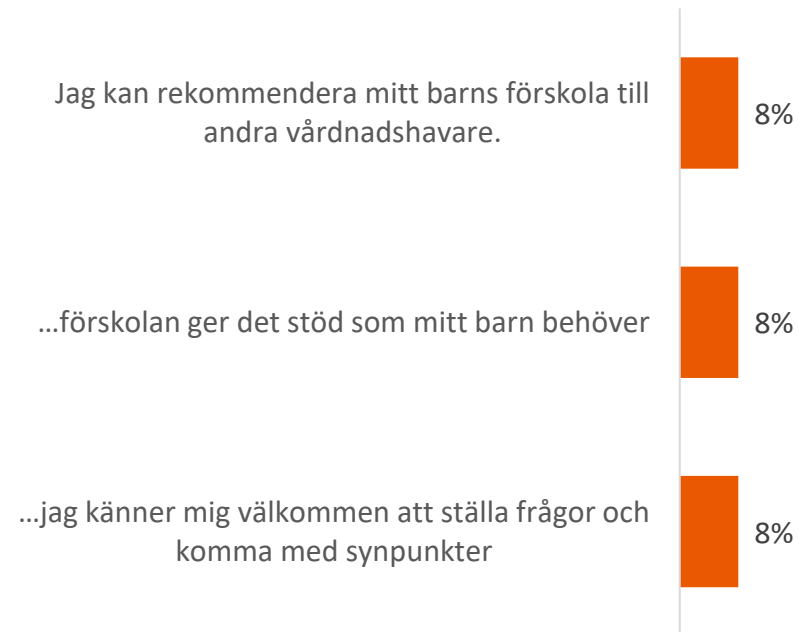 Jag kan rekommendera mitt barns förskola till
andra vårdnadshavare.
8%
...förskolan ger det stöd som mitt barn behöver
8%
...jag känner mig välkommen att ställa frågor och
komma med synpunkter
8%